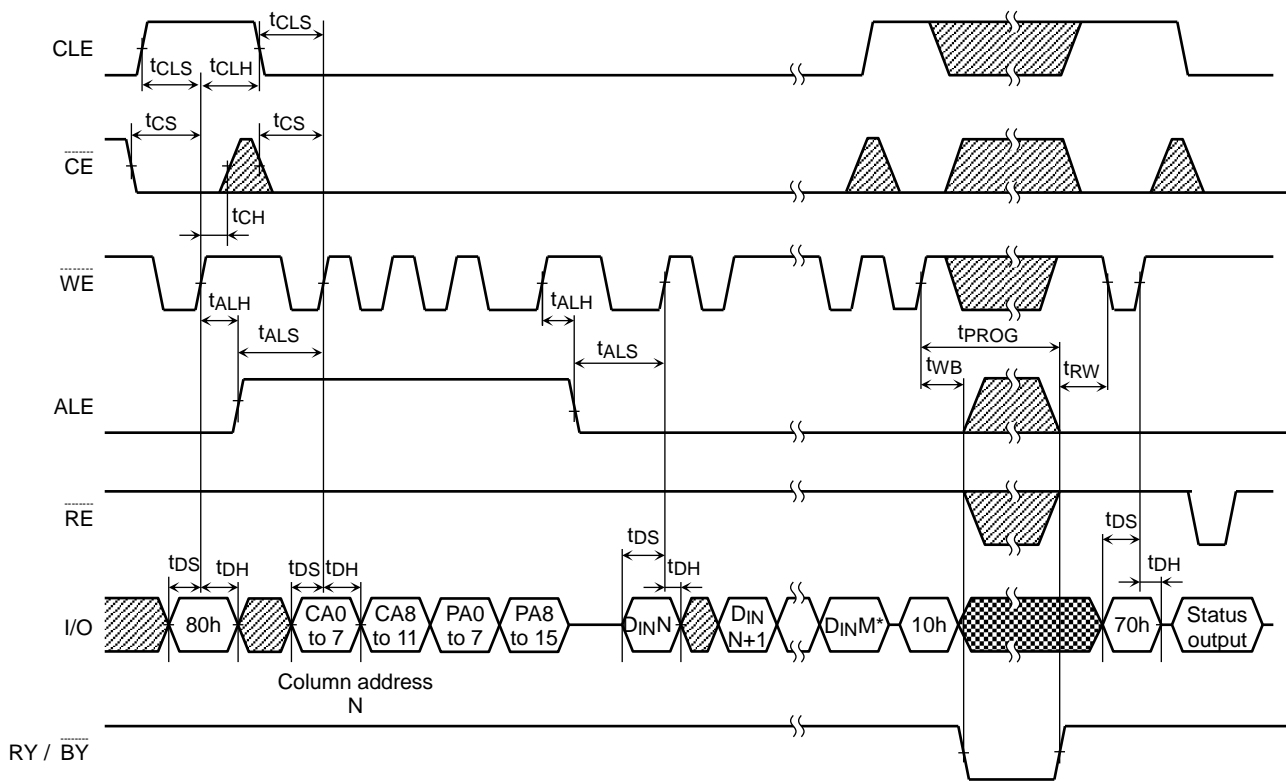 tCLS
CLE
tCLS tCLH
tCS tCS
CE
tCH
WE
tALH tALH
tPROG
tALS tALS
tWB tRW
ALE
RE
tDS tDS
tDS tDH tDS tDH tDH tDH
I/O
80h
CA0 to 7
CA8 to 11
PA0 to 7
PA8 to 15
DINN
DIN N+1
DINM*
10h
70h
Status output
Column address
N
RY / BY